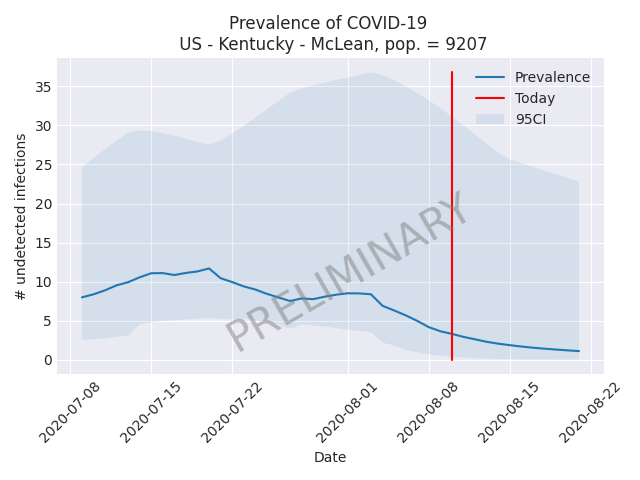 Prevalence of COVID-19
US - Kentucky - McLean, pop. = 9207
Prevalence
Today
95CI
# undetected infections
35
30
25
20
15
10
5
0
PRELIMINARY
2020-07-08
2020-07-15
2020-07-22
2020-08-01
2020-08-08
2020-08-15
2020-08-22
Date